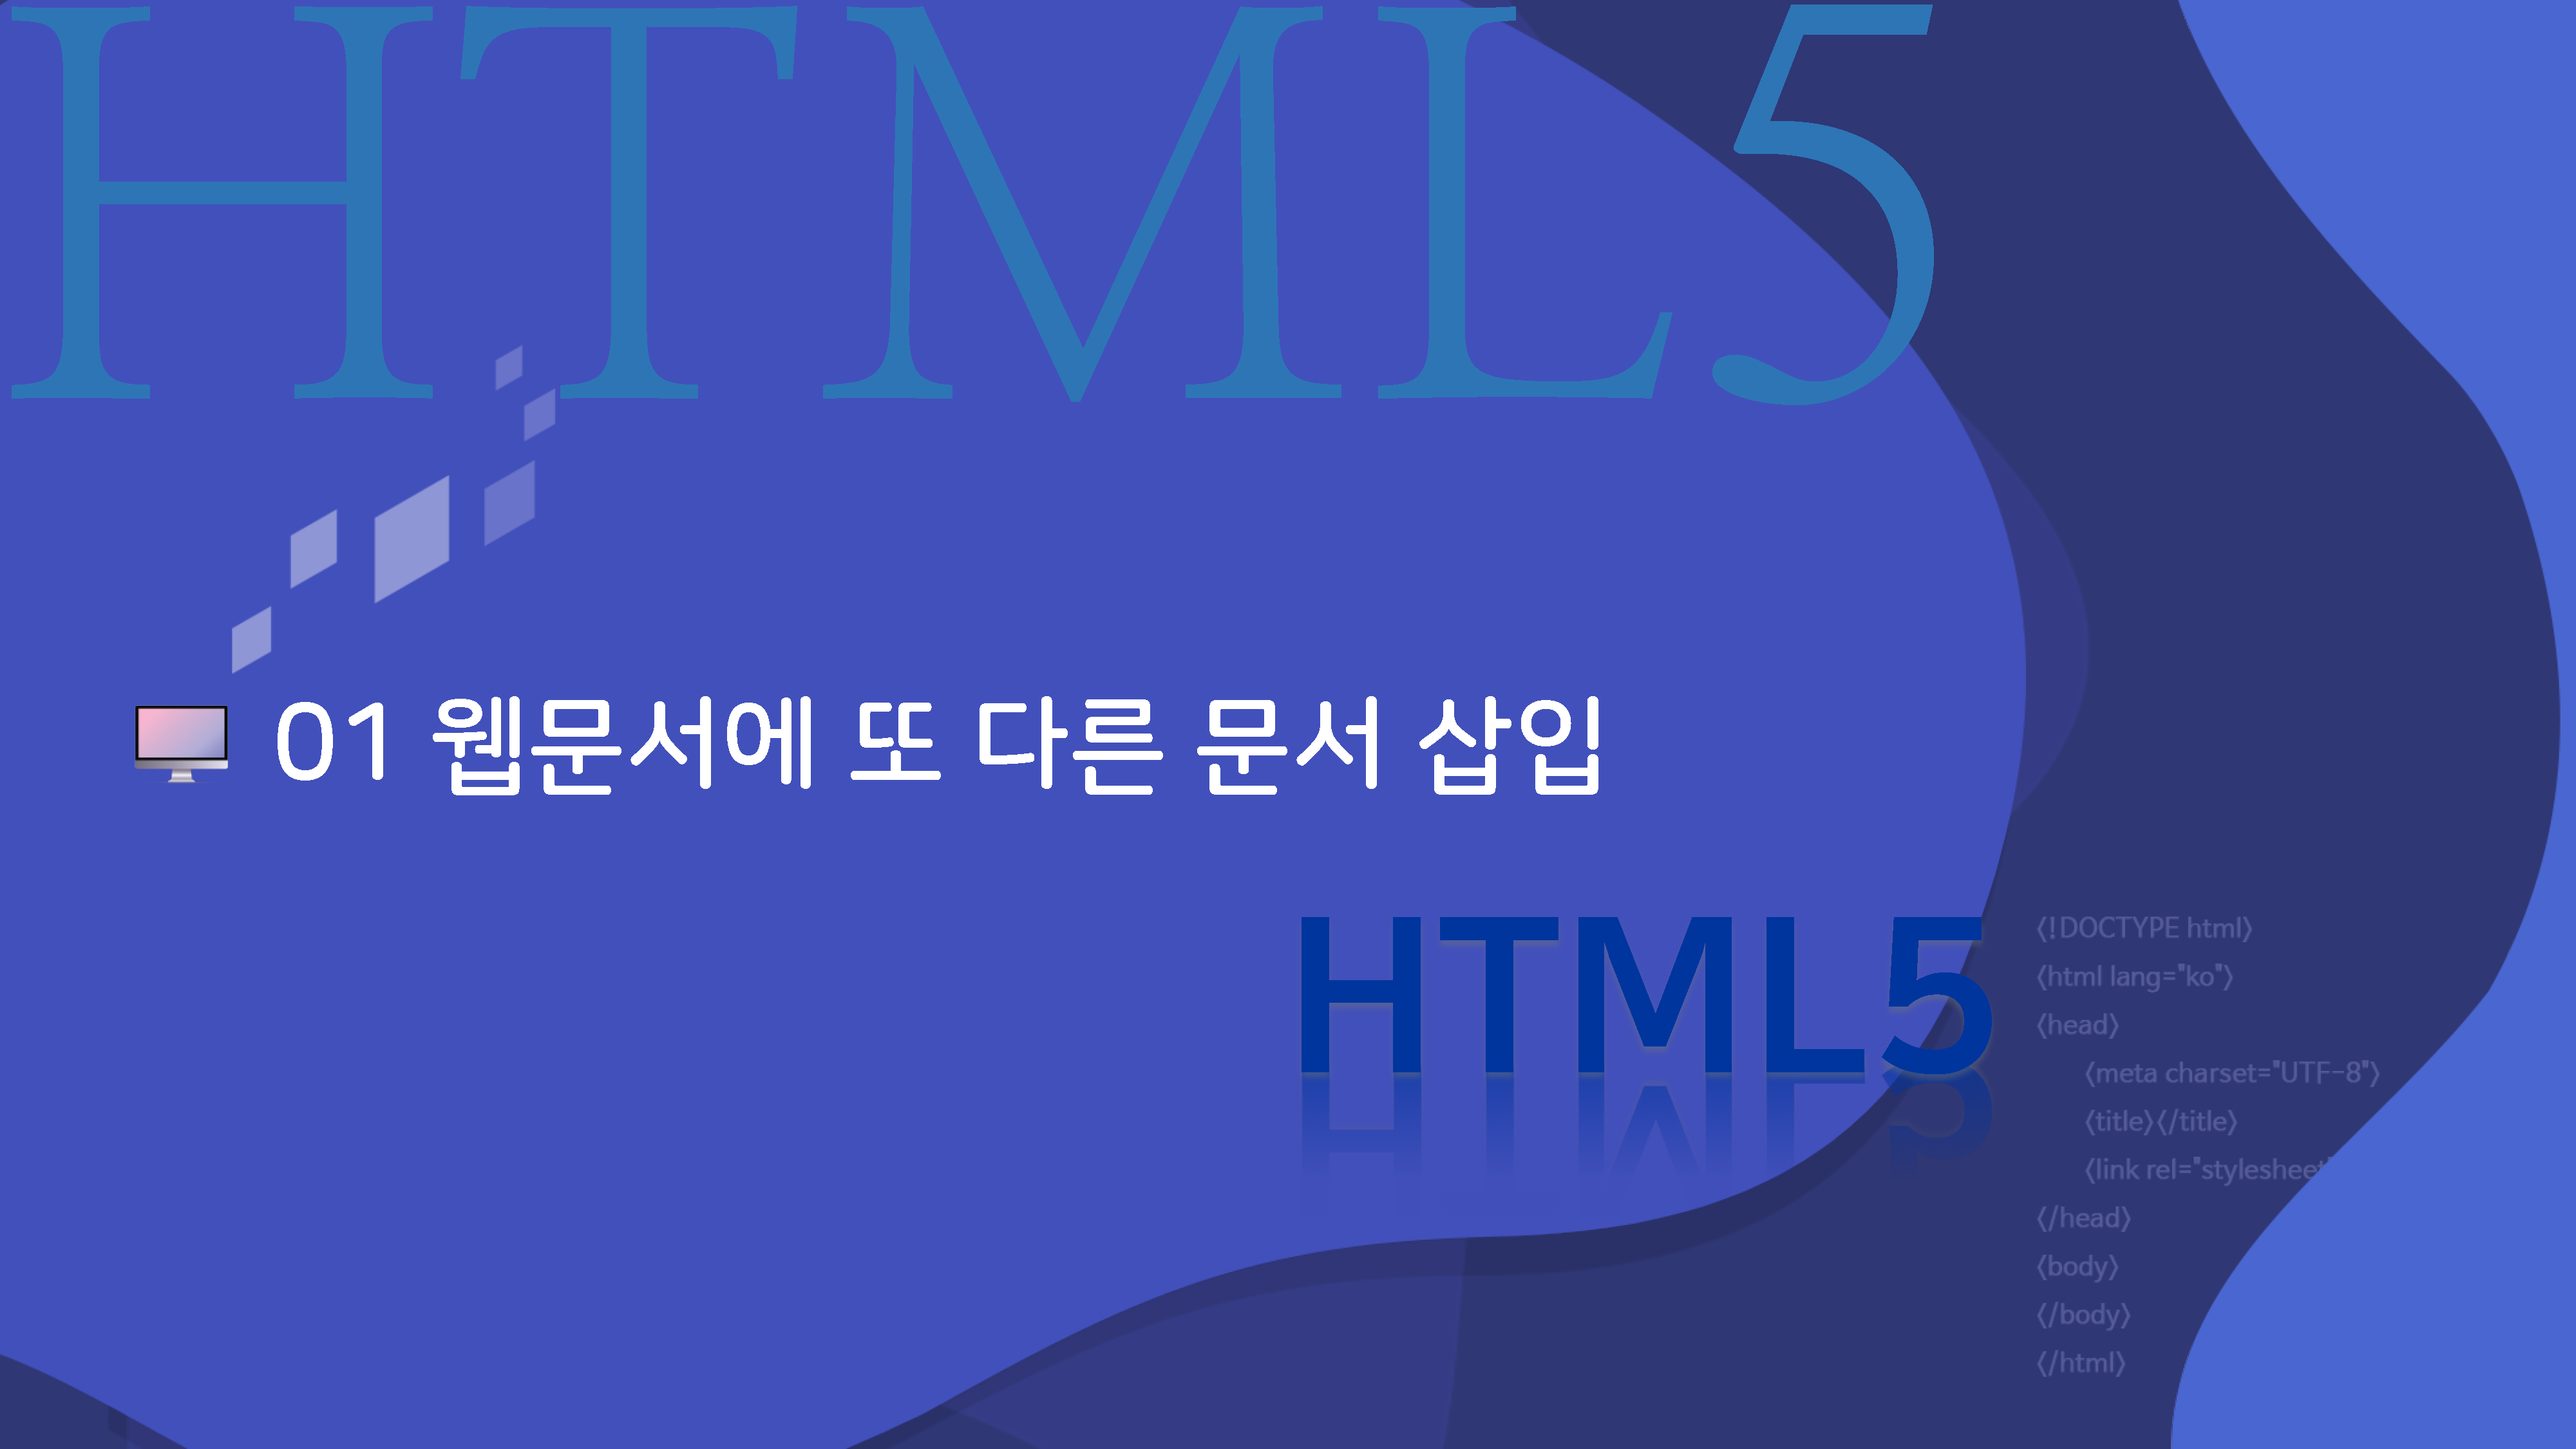 HTML5
01 웹문서에 또 다른 문서 삽입
HTML5
<!DOCTYPE html>
<html lang="ko">
<head>
<meta charset="UTF-8">
<title></title>
<link rel="stylesheet"
</head>
<body>
</body>
</html>